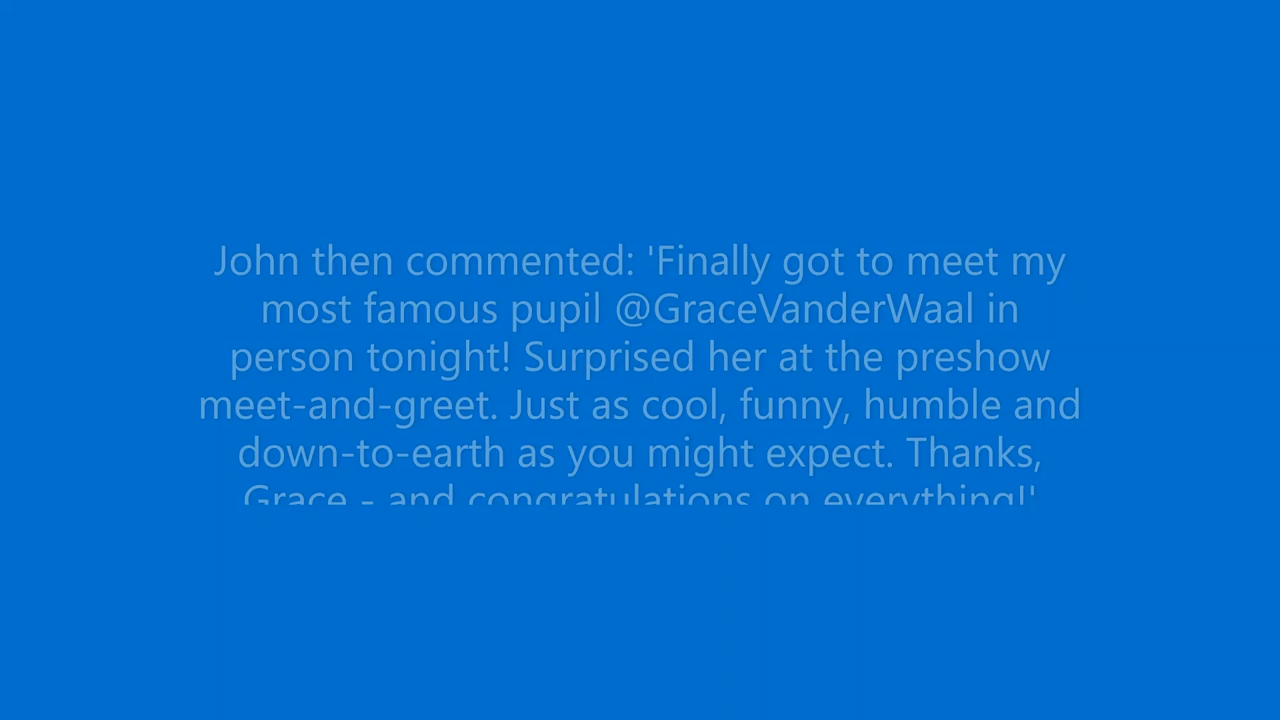 John then commented: 'Finally got to meet my
most famous pupil @GraceVanderWaal in
person tonight! Surprised her at the preshow
meet-and-greet. Just as cool, funny, humble and
down-to-earth as you might expect. Thanks,
Grace - and congratulations on everything!'